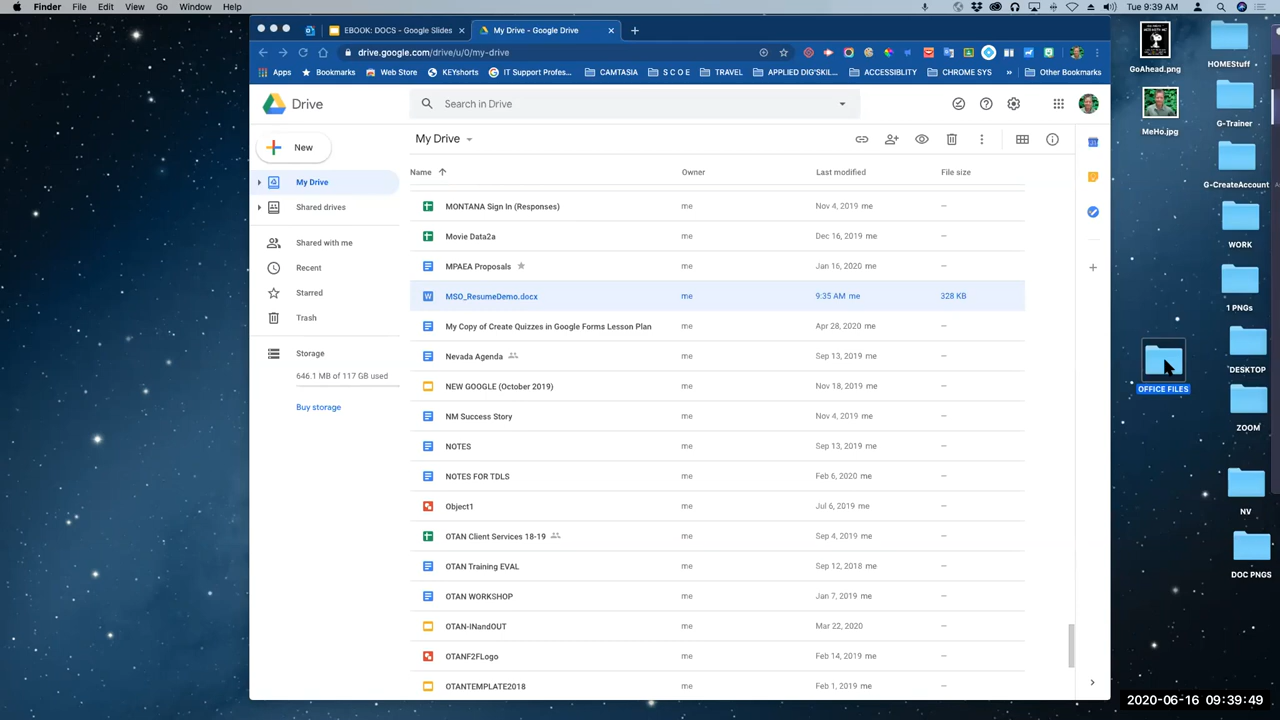 Finder File Edit View Go Window Help
Tue 9:39 AM
EBOOK: DOCS - Google Slides
My Drive - Google Drive
drive.google.com/drive/u/0/my-drive
Apps Bookmarks Web Store KEYshorts IT Support Profes... CAMTASIA S C O E TRAVEL APPLIED DIG'SKIL... ACCESSIBLITY CHROME SYS » Other Bookmarks
Drive
Search in Drive
New
My Drive
Shared drives
Shared with me
Recent
Starred
Trash
Storage
646.1 MB of 117 GB used
Buy storage
My Drive
Name Owner Last modified File size
MONTANA Sign In (Responses) me Nov 4, 2019 me –
Movie Data2a me Dec 16, 2019 me –
MPAEA Proposals me Jan 16, 2020 me –
MSO_ResumeDemo.docx me 9:35 AM me 328 KB
My Copy of Create Quizzes in Google Forms Lesson Plan me Apr 28, 2020 me –
Nevada Agenda me Sep 13, 2019 me –
NEW GOOGLE (October 2019) me Nov 18, 2019 me –
NM Success Story me Nov 4, 2019 me –
NOTES me Sep 13, 2019 me –
NOTES FOR TDLS me Feb 6, 2020 me –
Object1 me Jul 6, 2019 me –
OTAN Client Services 18-19 me Sep 4, 2019 me –
OTAN Training EVAL me Sep 12, 2018 me –
OTAN WORKSHOP me Jan 7, 2019 me –
OTAN-INandOUT me Mar 22, 2020 –
OTANF2FLogo me Feb 14, 2019 me –
OTANTEMPLATE2018 me Feb 1, 2019 me –
GoAhead.png
HOMEStuff
MeHo.jpg
G-Trainer
G-CreateAccount
WORK
1 PNGs
OFFICE FILES
DESKTOP
ZOOM
NV
DOC PNGS
2020-06-16 09:39:49